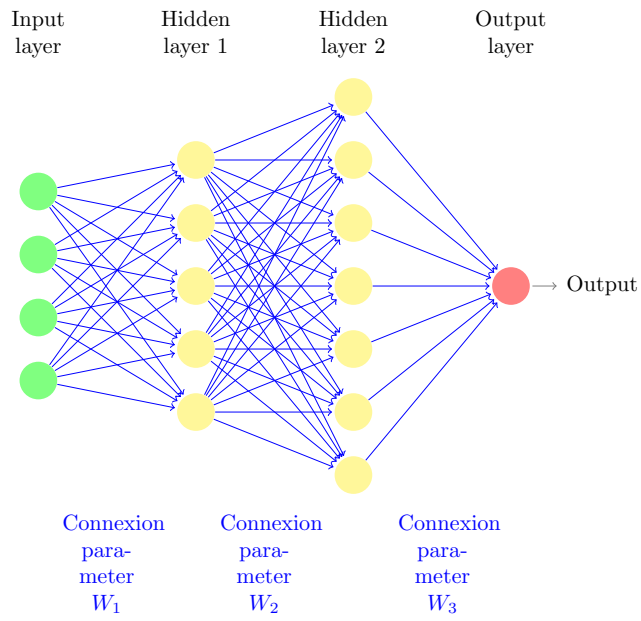 Input
layer
Hidden
layer 1
Hidden
layer 2
Output
layer
Output
Connexion
para-
meter
W₁
Connexion
para-
meter
W₂
Connexion
para-
meter
W₃